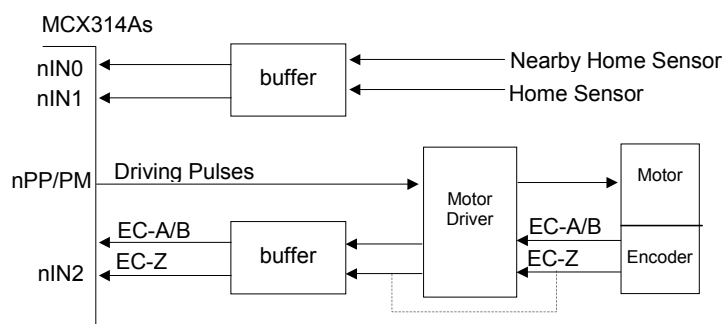 MCX314As
nIN0
buffer
Nearby Home Sensor
nIN1
Home Sensor
nPP/PM
Driving Pulses
Motor
Driver
Motor
EC-A/B
buffer
EC-A/B
EC-Z
EC-Z
Encoder
nIN2